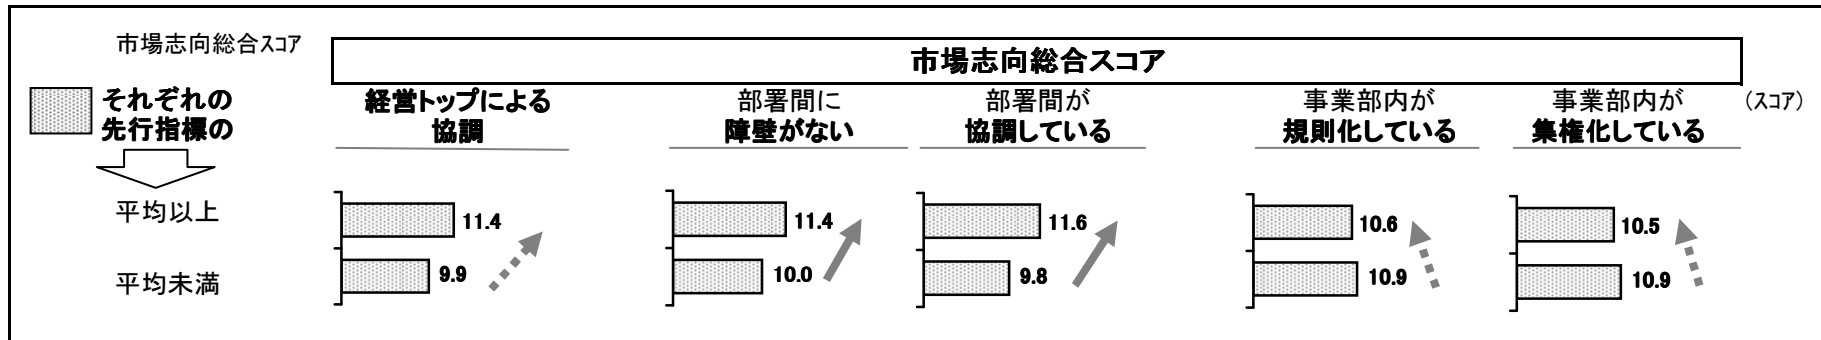 市場志向総合スコア
市場志向総合スコア
それぞれの
先行指標の
経営トップによる
協調
部署間に
障壁がない
部署間が
協調している
事業部内が
規則化している
事業部内が
集権化している
(スコア)
平均以上
11.4
11.4
11.6
10.6
10.5
平均未満
9.9
10.0
9.8
10.9
10.9